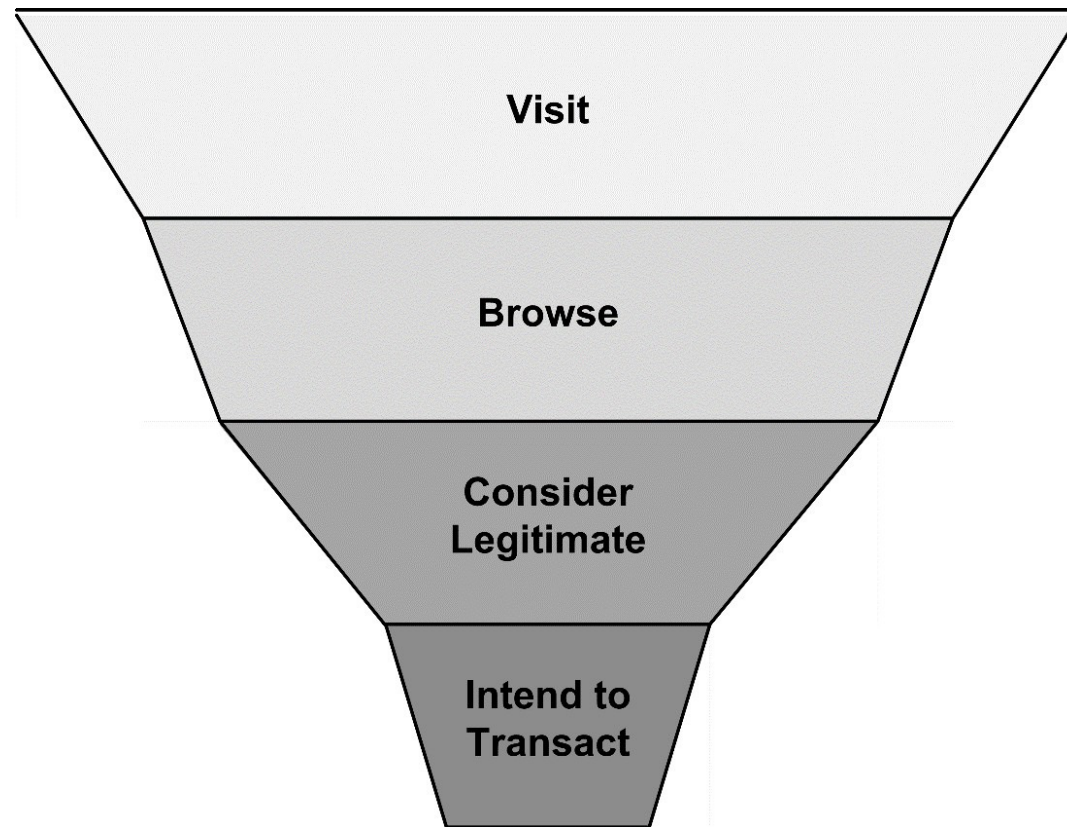 Visit
Browse
Consider
Legitimate
Intend to
Transact